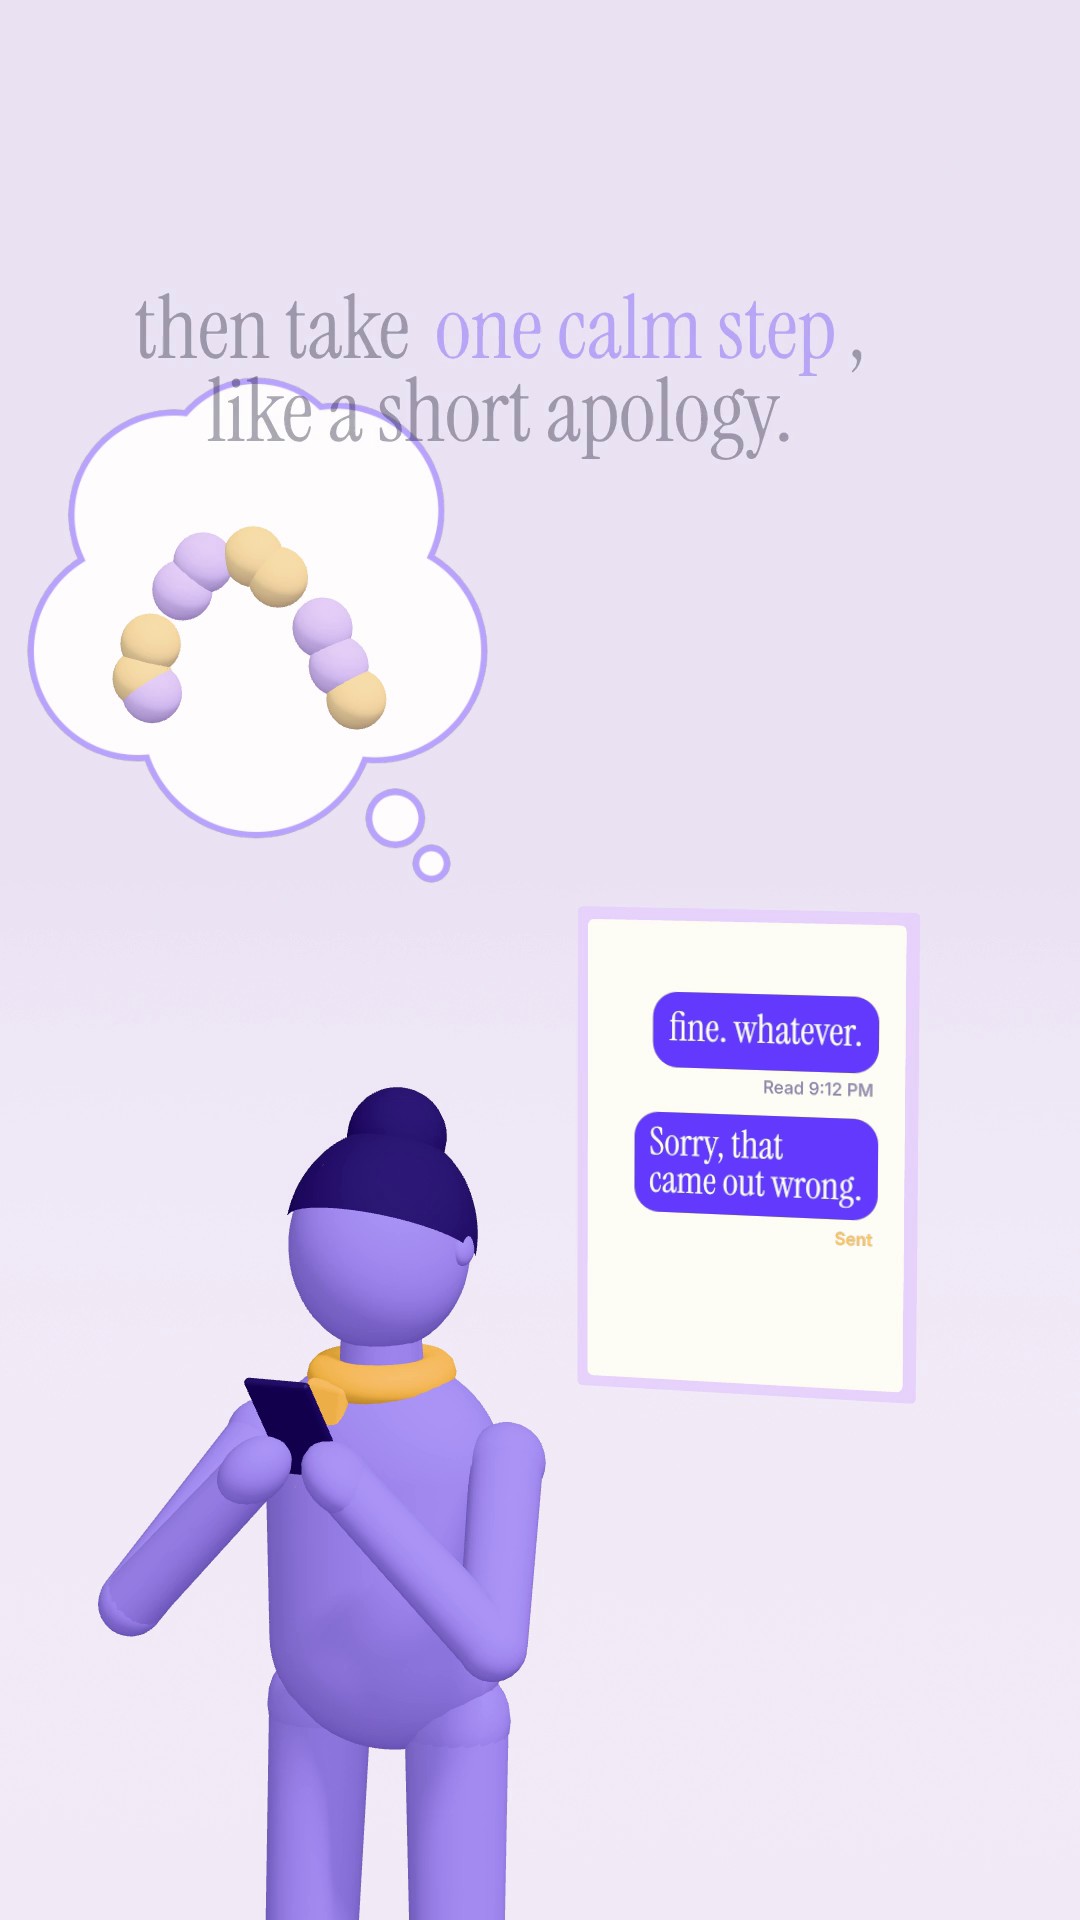 then take one calm step,
like a short apology.
fine. whatever.
Read 9:12 PM
Sorry, that
came out wrong.
Sent